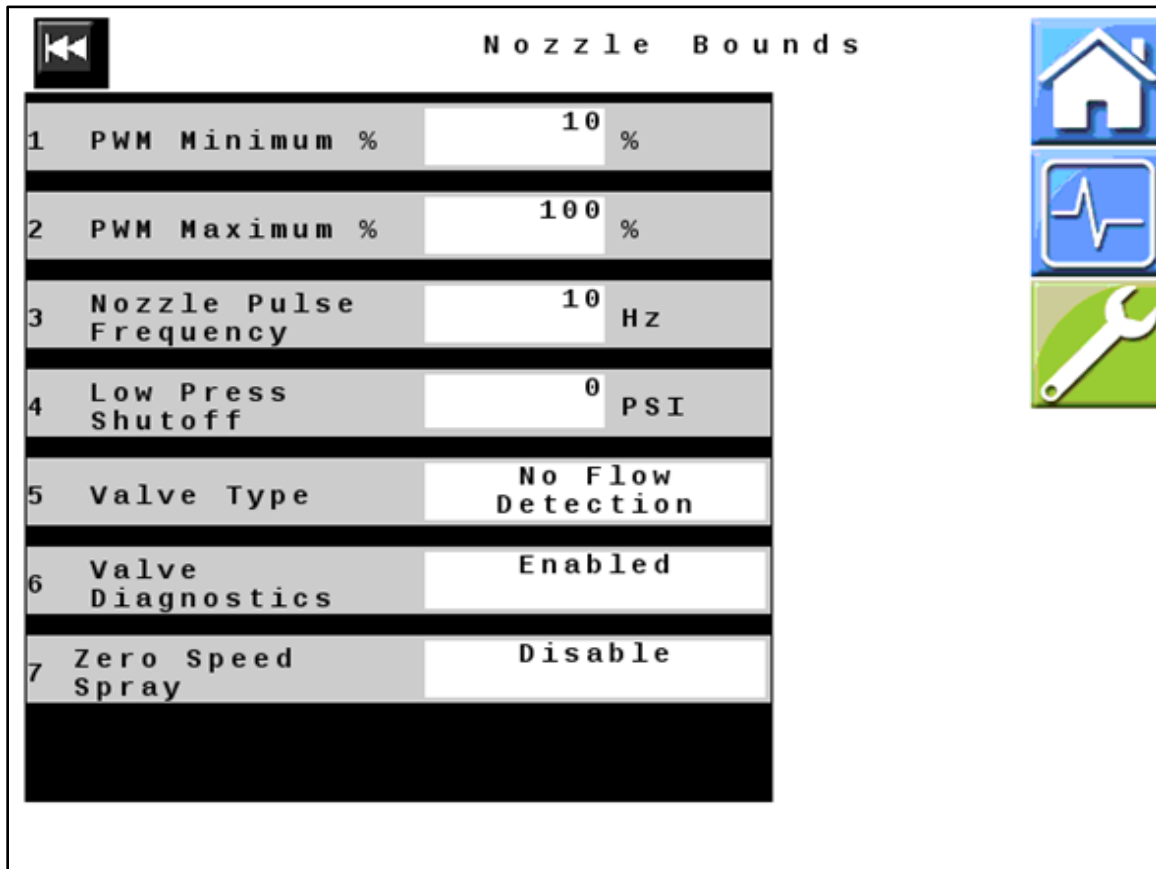 Nozzle Bounds
1 PWM Minimum % 10 %
2 PWM Maximum % 100 %
3 Nozzle Pulse Frequency 10 Hz
4 Low Press Shutoff 0 PSI
5 Valve Type No Flow Detection
6 Valve Diagnostics Enabled
7 Zero Speed Spray Disable